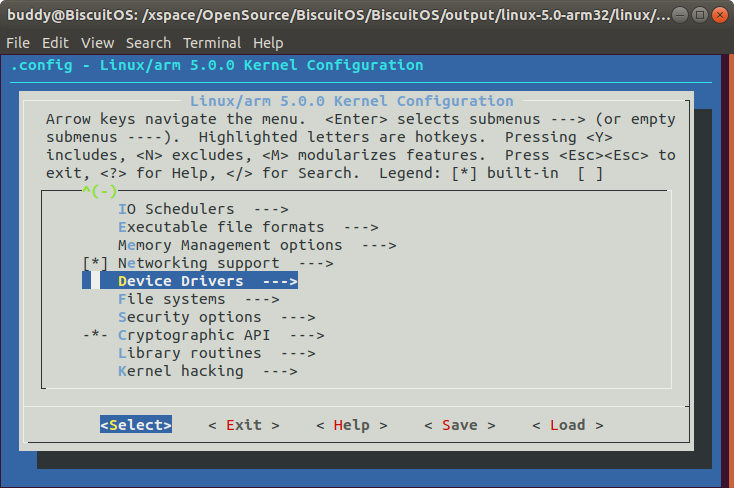 buddy@BiscuitOS: /xspace/OpenSource/BiscuitOS/BiscuitOS/output/linux-5.0-arm32/linux/...
File Edit View Search Terminal Help
.config - Linux/arm 5.0.0 Kernel Configuration
Linux/arm 5.0.0 Kernel Configuration
Arrow keys navigate the menu.  <Enter> selects submenus ---> (or empty
submenus ----).  Highlighted letters are hotkeys.  Pressing <Y>
includes, <N> excludes, <M> modularizes features.  Press <Esc><Esc> to
exit, <?> for Help, </> for Search.  Legend: [*] built-in  [ ]
^(-)
IO Schedulers  --->
Executable file formats  --->
Memory Management options  --->
[*] Networking support  --->
Device Drivers  --->
File systems  --->
Security options  --->
-*- Cryptographic API  --->
Library routines  --->
Kernel hacking  --->
<Select>    < Exit >    < Help >    < Save >    < Load >